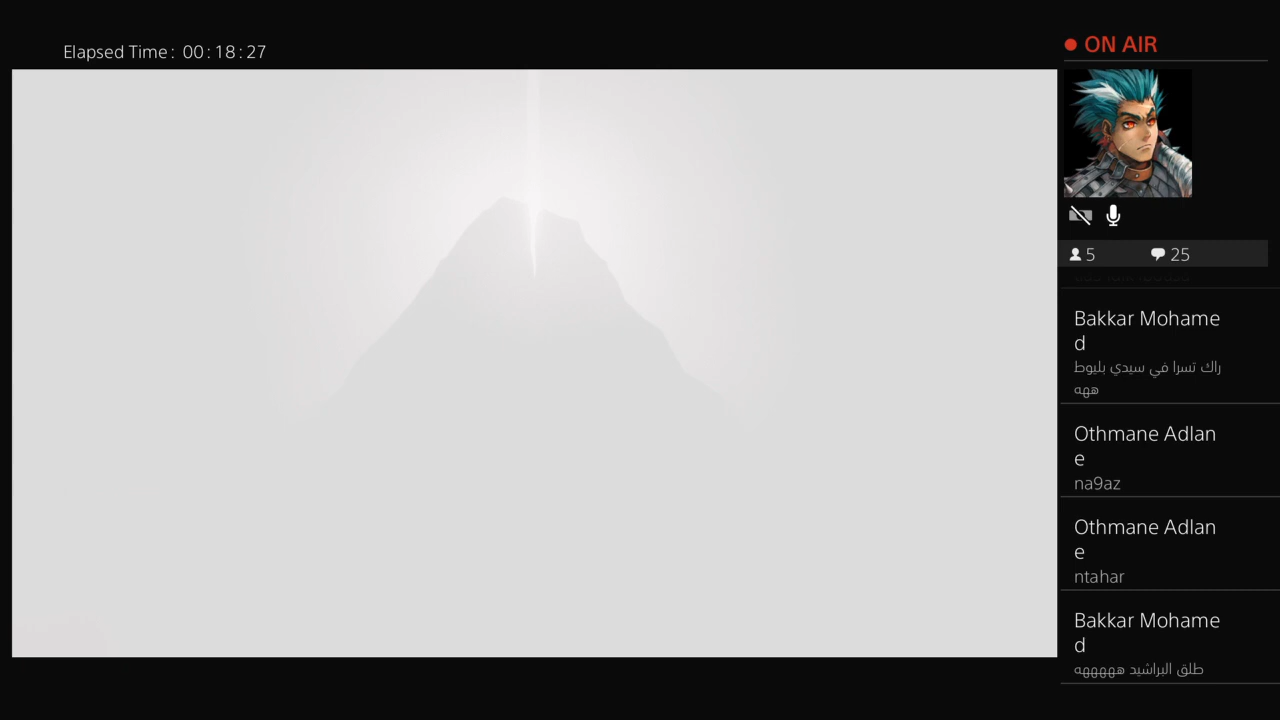 Elapsed Time: 00:18:27
ON AIR
5 25
Bakkar Mohame
d
راك تسرا في سيدي بليوط
ههه
Othmane Adlan
e
na9az
Othmane Adlan
e
ntahar
Bakkar Mohame
d
طلق البراشيد هههههه